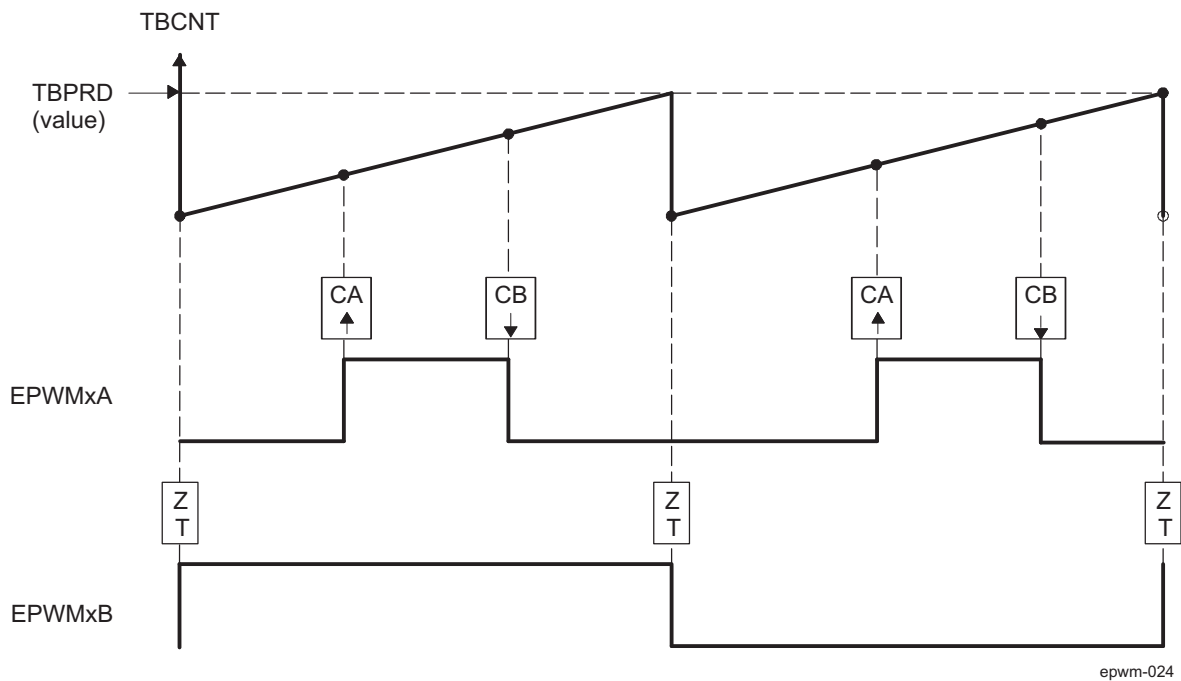 TBCNT
TBPRD
(value)
CA
CB
CA
CB
EPWMxA
Z
T
Z
T
Z
T
EPWMxB
epwm-024